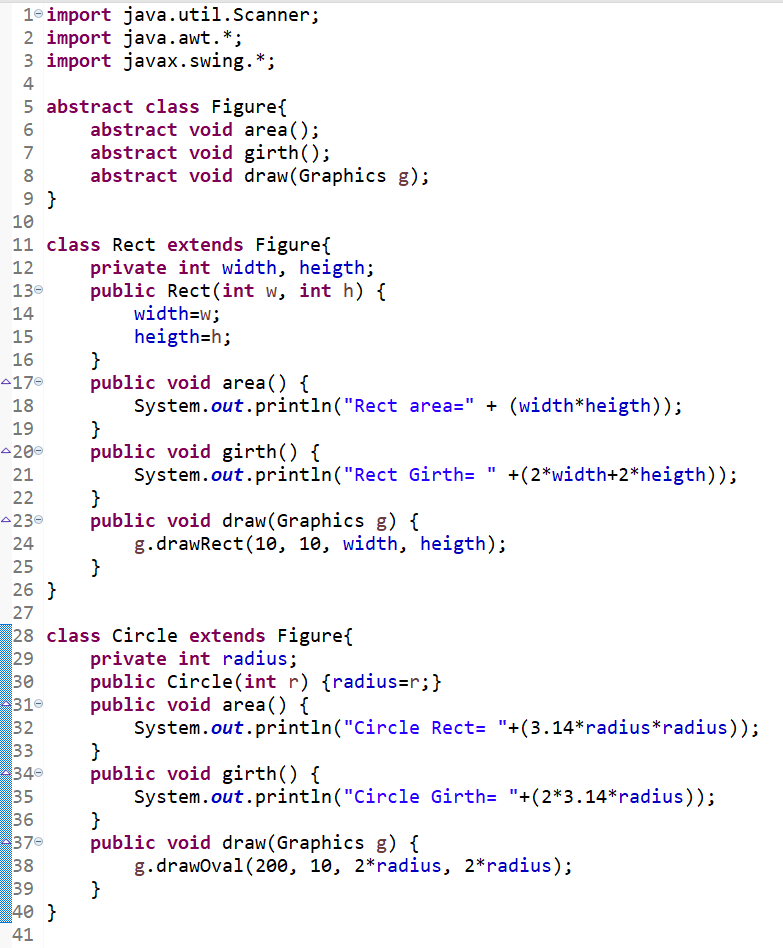 1 import java.util.Scanner;
2 import java.awt.*;
3 import javax.swing.*;
4
5 abstract class Figure{
6     abstract void area();
7     abstract void girth();
8     abstract void draw(Graphics g);
9 }
10
11 class Rect extends Figure{
12     private int width, heigth;
13     public Rect(int w, int h) {
14         width=w;
15         heigth=h;
16     }
17     public void area() {
18         System.out.println("Rect area=" + (width*heigth));
19     }
20     public void girth() {
21         System.out.println("Rect Girth= " +(2*width+2*heigth));
22     }
23     public void draw(Graphics g) {
24         g.drawRect(10, 10, width, heigth);
25     }
26 }
27
28 class Circle extends Figure{
29     private int radius;
30     public Circle(int r) {radius=r;}
31     public void area() {
32         System.out.println("Circle Rect= "+(3.14*radius*radius));
33     }
34     public void girth() {
35         System.out.println("Circle Girth= "+(2*3.14*radius));
36     }
37     public void draw(Graphics g) {
38         g.drawOval(200, 10, 2*radius, 2*radius);
39     }
40 }
41